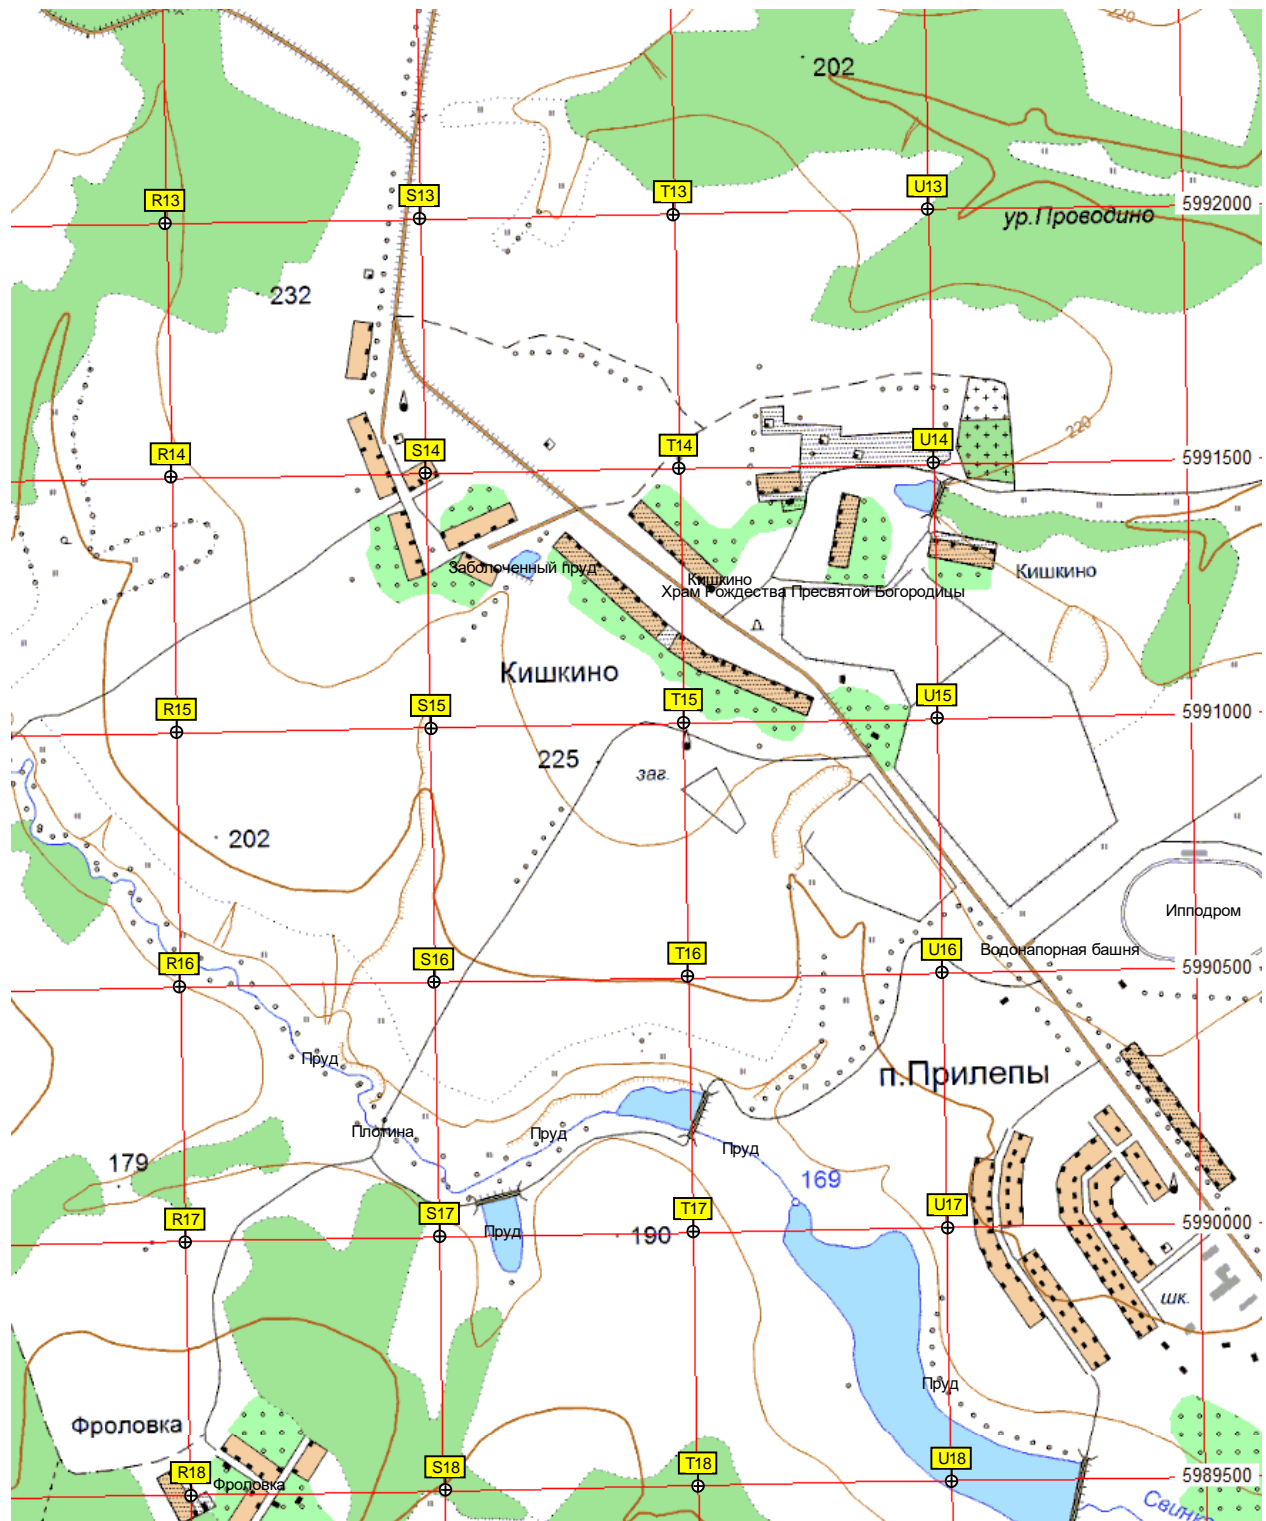 220
202
R13
S13
T13
U13
5992000
ур.Проводино
232
220
R14
S14
T14
U14
5991500
Заболоченный пруд
Кишкино
Кишкино
Храм Рождества Пресвятой Богородицы
Кишкино
R15
S15
T15
U15
5991000
225
заг.
202
Ипподром
Водонапорная башня
R16
S16
T16
U16
5990500
Пруд
п.Прилепы
Плотина
Пруд
Пруд
179
169
R17
S17
T17
U17
5990000
Пруд
190
шк.
Пруд
Фроловка
R18
S18
T18
U18
5989500
Фроловка